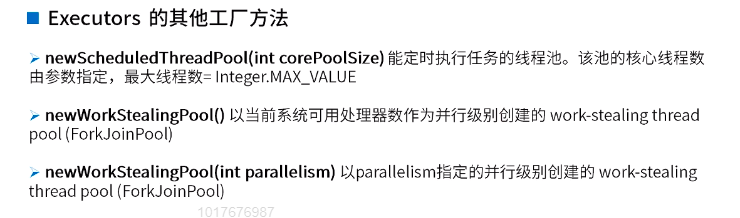 Executors 的其他工厂方法
newScheduledThreadPool(int corePoolSize) 能定时执行任务的线程池。该池的核心线程数
由参数指定，最大线程数= Integer.MAX_VALUE
newWorkStealingPool() 以当前系统可用处理器数作为并行级别创建的 work-stealing thread
pool (ForkJoinPool)
newWorkStealingPool(int parallelism) 以parallelism指定的并行级别创建的 work-stealing
thread pool (ForkJoinPool)
1017676987